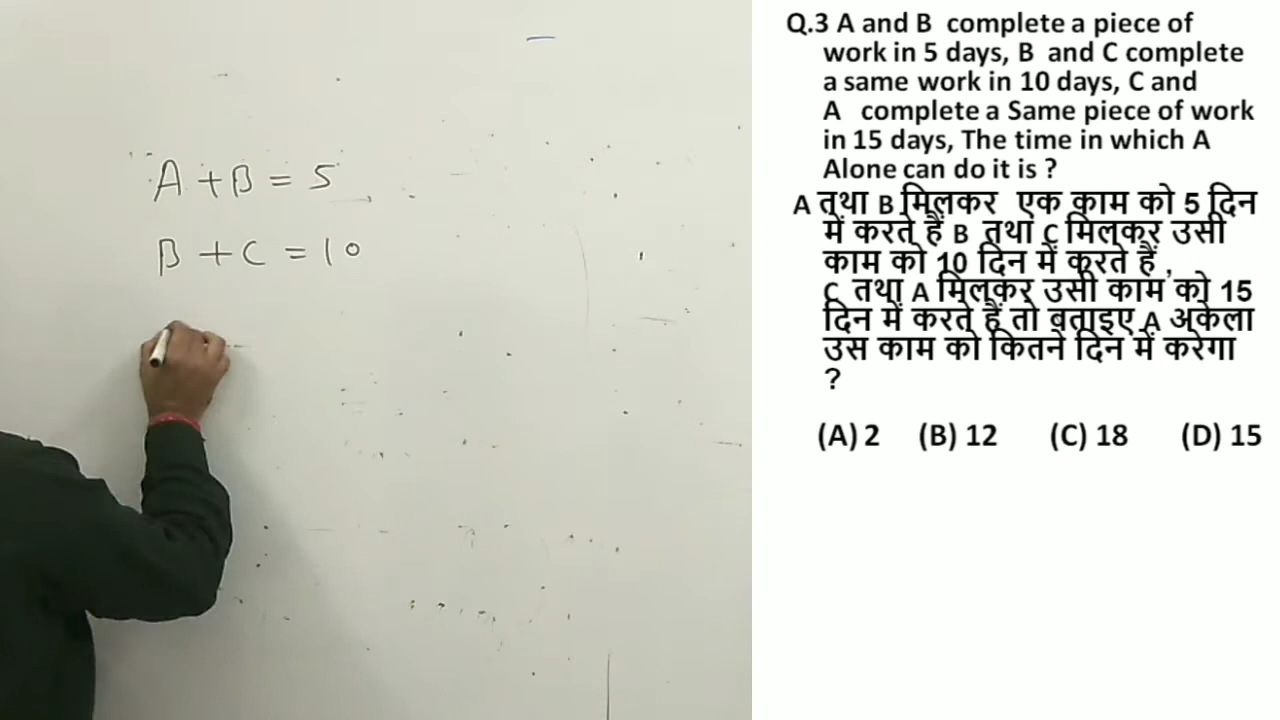 A + B = 5
B + C = 10
Q.3 A and B complete a piece of
work in 5 days, B and C complete
a same work in 10 days, C and
A complete a Same piece of work
in 15 days, The time in which A
Alone can do it is ?
A तथा B मिलकर एक काम को 5 दिन
में करते हैं B तथा C मिलकर उसी
काम को 10 दिन में करते हैं ,
C तथा A मिलकर उसी काम को 15
दिन में करते हैं तो बताइए A अकेला
उस काम को कितने दिन में करेगा
?
(A) 2 (B) 12 (C) 18 (D) 15